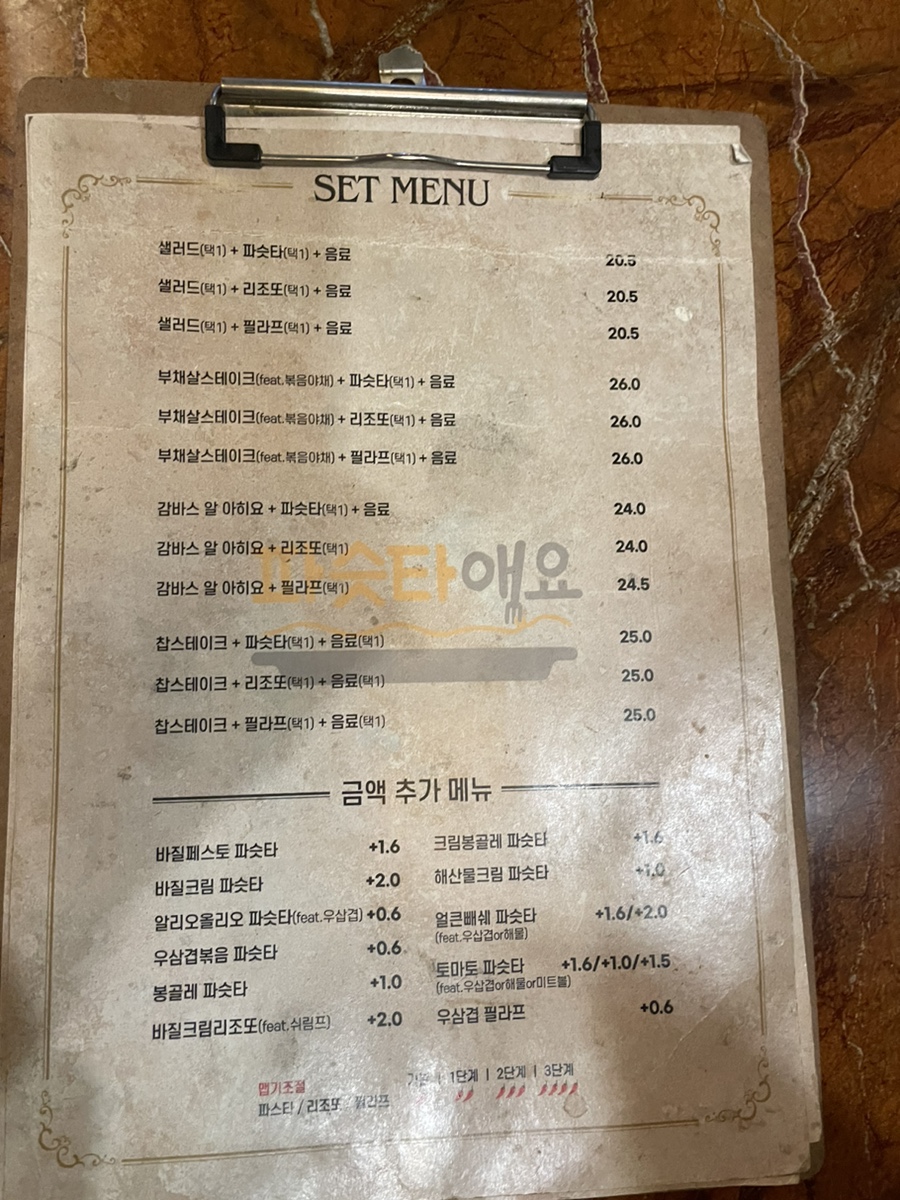 SET MENU
샐러드(택1) + 파슷타(택1) + 음료 20.5
샐러드(택1) + 리조또(택1) + 음료 20.5
샐러드(택1) + 필라프(택1) + 음료 20.5
부채살스테이크(feat.볶음야채) + 파슷타(택1) + 음료 26.0
부채살스테이크(feat.볶음야채) + 리조또(택1) + 음료 26.0
부채살스테이크(feat.볶음야채) + 필라프(택1) + 음료 26.0
감바스 알 아히요 + 파슷타(택1) + 음료 24.0
감바스 알 아히요 + 리조또(택1) 24.0
감바스 알 아히요 + 필라프(택1) 24.5
파슷타애요
찹스테이크 + 파슷타(택1) + 음료(택1) 25.0
찹스테이크 + 리조또(택1) + 음료(택1) 25.0
찹스테이크 + 필라프(택1) + 음료(택1) 25.0
금액 추가 메뉴
바질페스토 파슷타 +1.6
바질크림 파슷타 +2.0
알리오올리오 파슷타(feat.우삼겹) +0.6
우삼겹볶음 파슷타 +0.6
봉골레 파슷타 +1.0
바질크림리조또(feat.쉬림프) +2.0
크림봉골레 파슷타 +1.6
해산물크림 파슷타 +1.0
얼큰빼쉐 파슷타 +1.6/+2.0
(feat.우삼겹or해물)
토마토 파슷타 +1.6/+1.0/+1.5
(feat.우삼겹or해물or미트볼)
우삼겹 필라프 +0.6
맵기조절
파스타 / 리조또
| 1단계 | 2단계 | 3단계